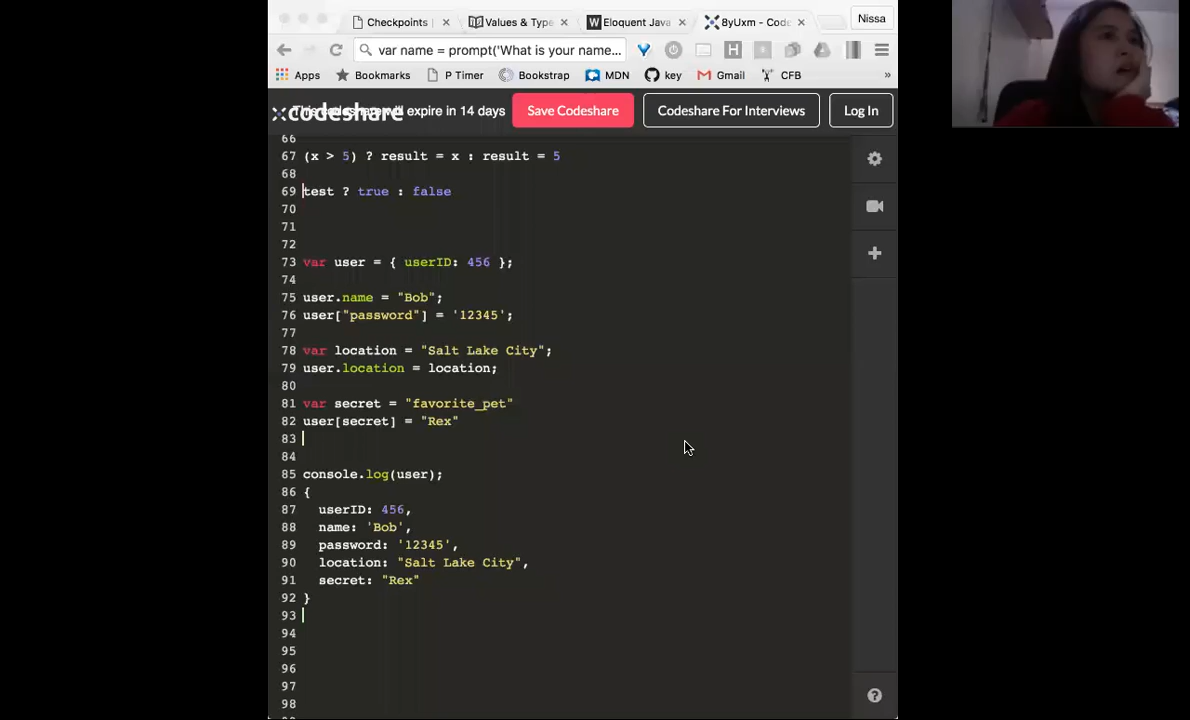 Checkpoints
Values & Type
Eloquent Java
8yUxm - Code
Nissa
var name = prompt('What is your name...
Apps
Bookmarks
P Timer
Bookstrap
MDN
key
Gmail
CFB
»
codeshare
This codeshare will expire in 14 days
Save Codeshare
Codeshare For Interviews
Log In
66
67 (x > 5) ? result = x : result = 5
68
69 test ? true : false
70
71
72
73 var user = { userID: 456 };
74
75 user.name = "Bob";
76 user["password"] = '12345';
77
78 var location = "Salt Lake City";
79 user.location = location;
80
81 var secret = "favorite_pet"
82 user[secret] = "Rex"
83
84
85 console.log(user);
86 {
87 userID: 456,
88 name: 'Bob',
89 password: '12345',
90 location: "Salt Lake City",
91 secret: "Rex"
92 }
93
94
95
96
97
98